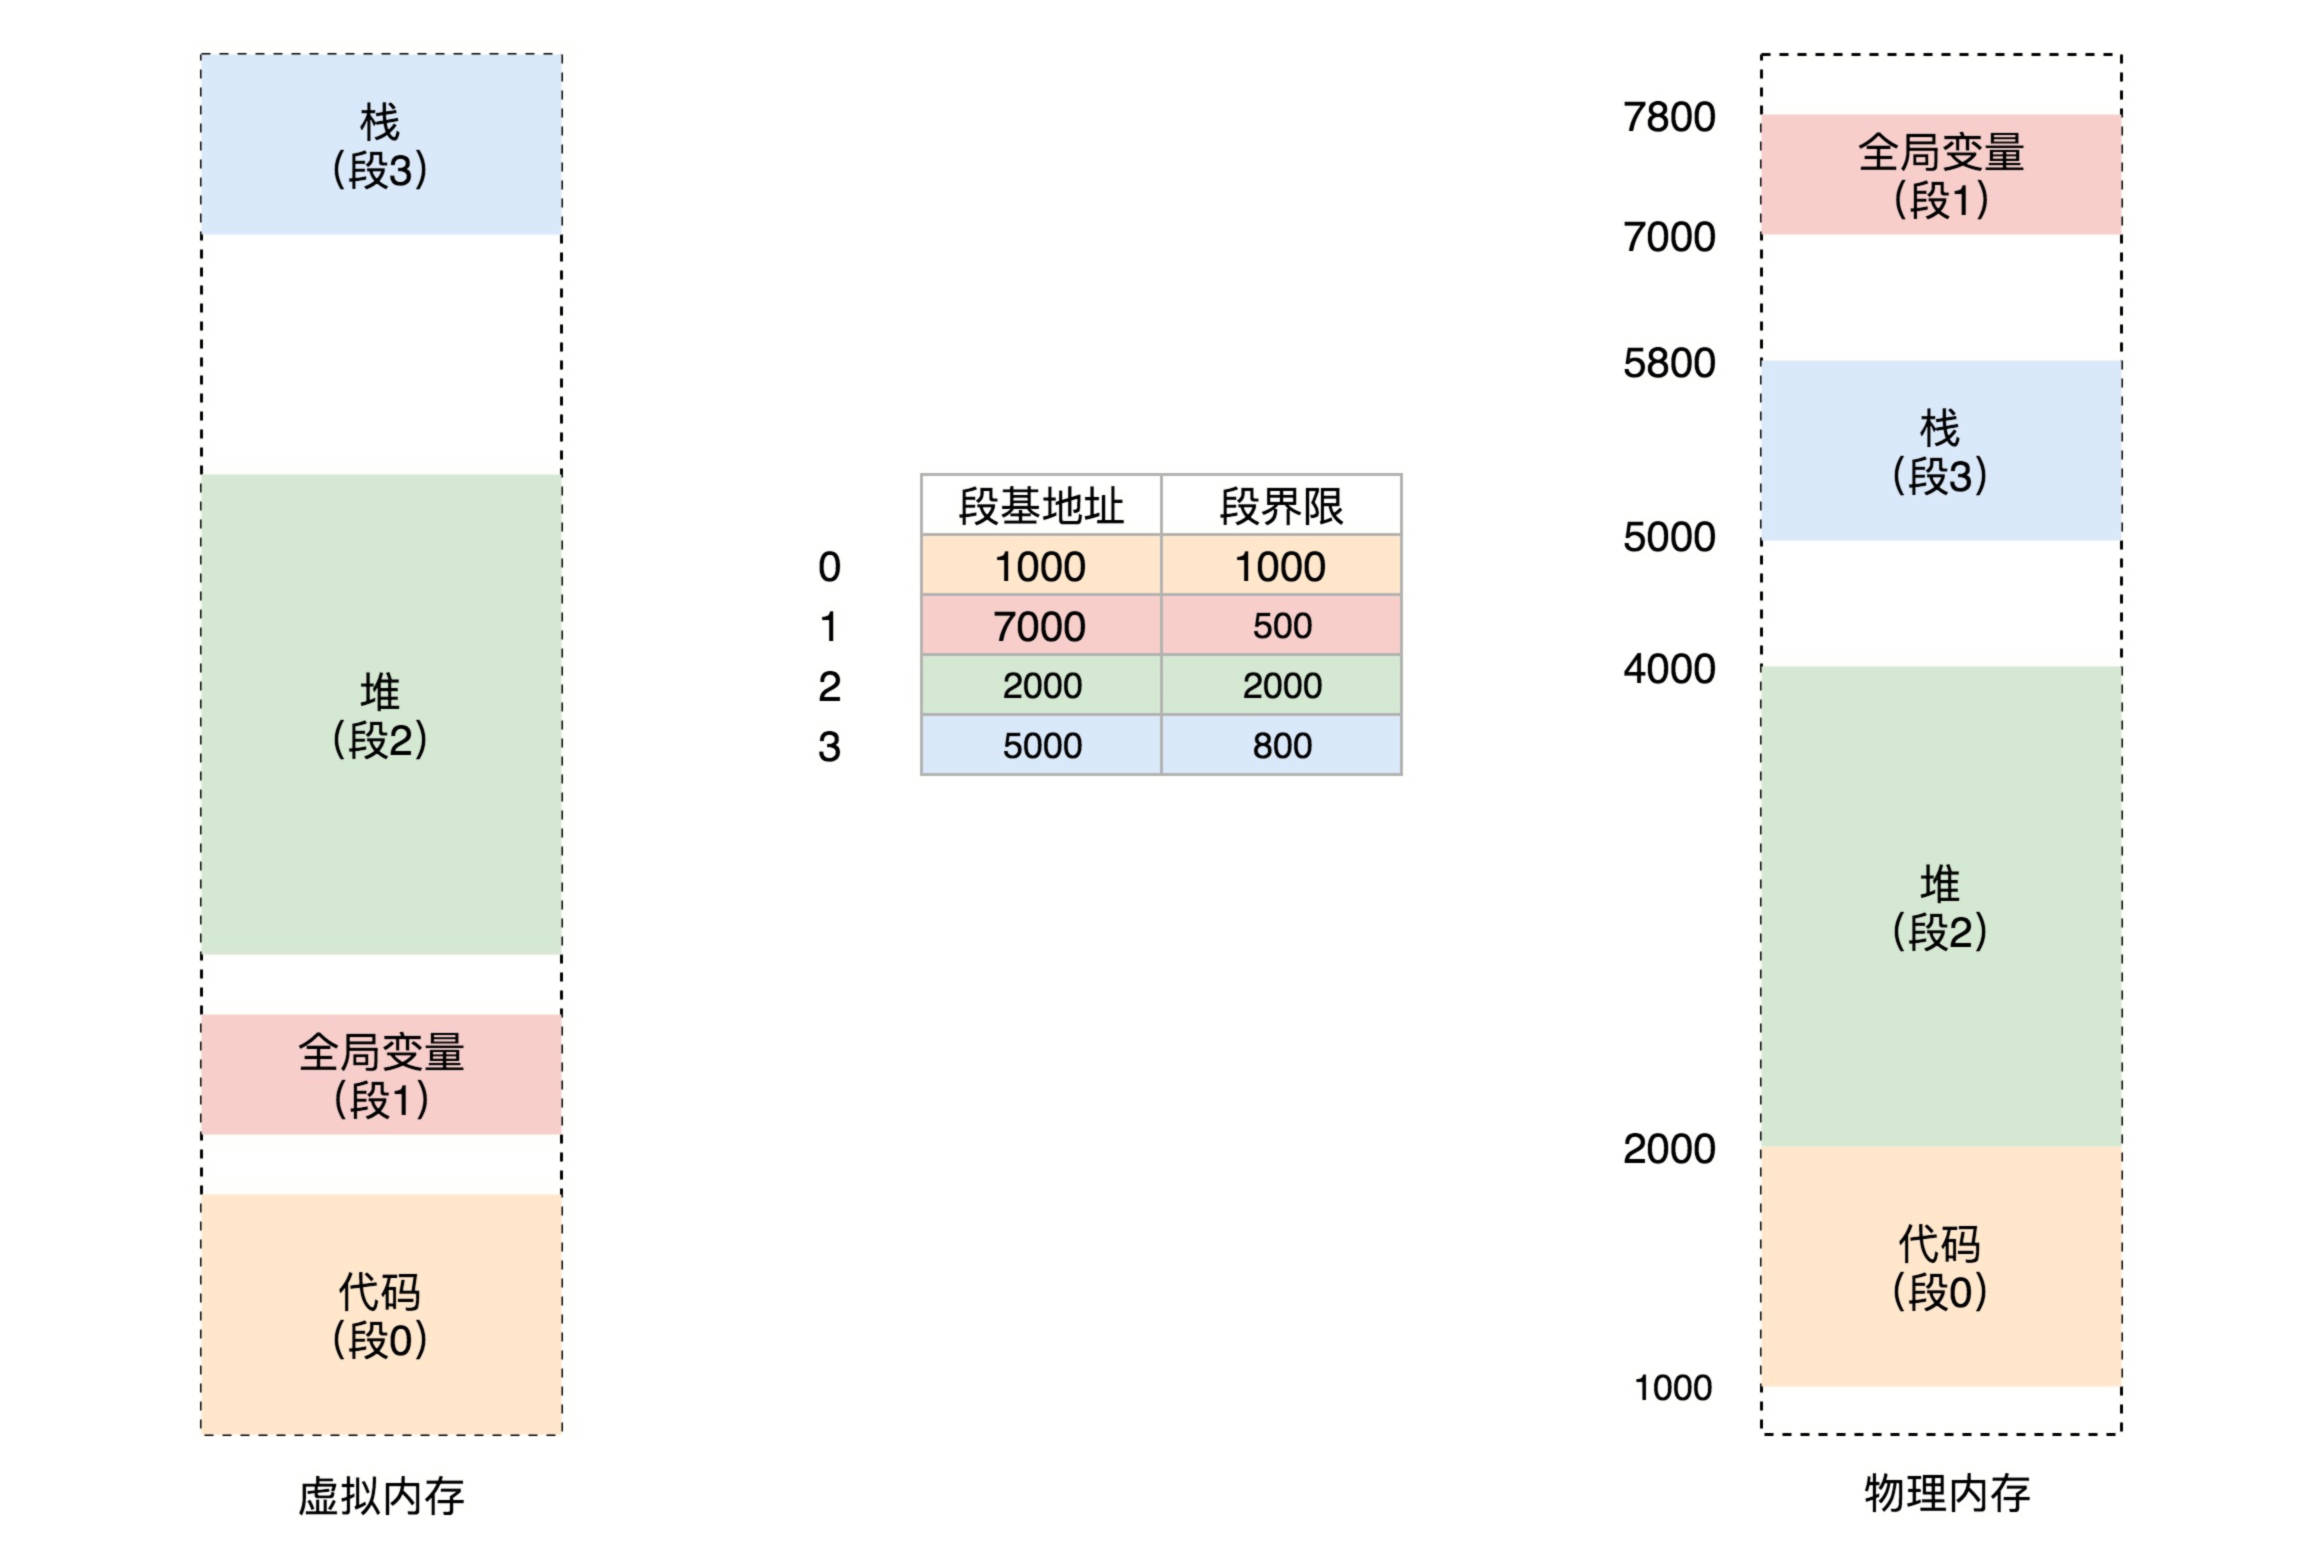 栈
（段3）
堆
（段2）
全局变量
（段1）
代码
（段0）
虚拟内存
段基地址 段界限
0 1000 1000
1 7000 500
2 2000 2000
3 5000 800
7800
全局变量
（段1）
7000
5800
栈
（段3）
5000
4000
堆
（段2）
2000
代码
（段0）
1000
物理内存